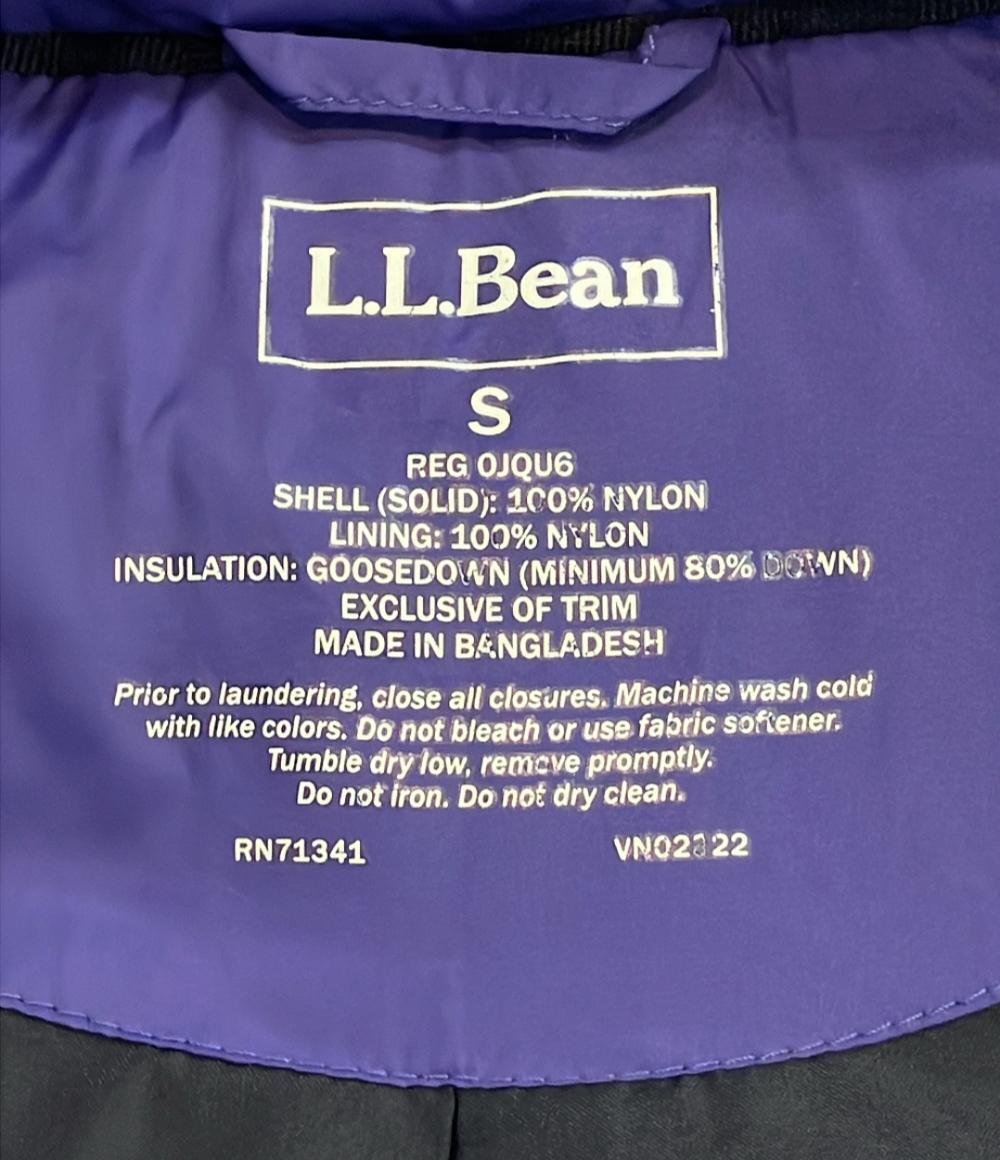 L.L.Bean
S
REG 0JQU6
SHELL (SOLID): 100% NYLON
LINING: 100% NYLON
INSULATION: GOOSEDOWN (MINIMUM 80% DOWN)
EXCLUSIVE OF TRIM
MADE IN BANGLADESH
Prior to laundering, close all closures. Machine wash cold
with like colors. Do not bleach or use fabric softener.
Tumble dry low, remove promptly.
Do not iron. Do not dry clean.
RN71341